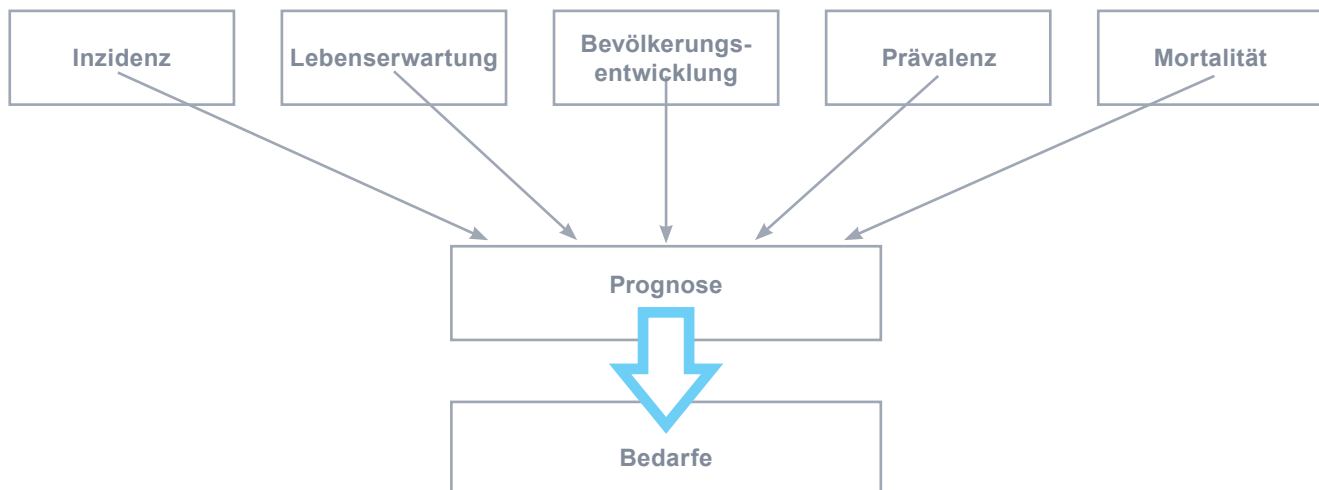 Inzidenz
Lebenserwartung
Bevölkerungs-
entwicklung
Prävalenz
Mortalität
Prognose
Bedarfe